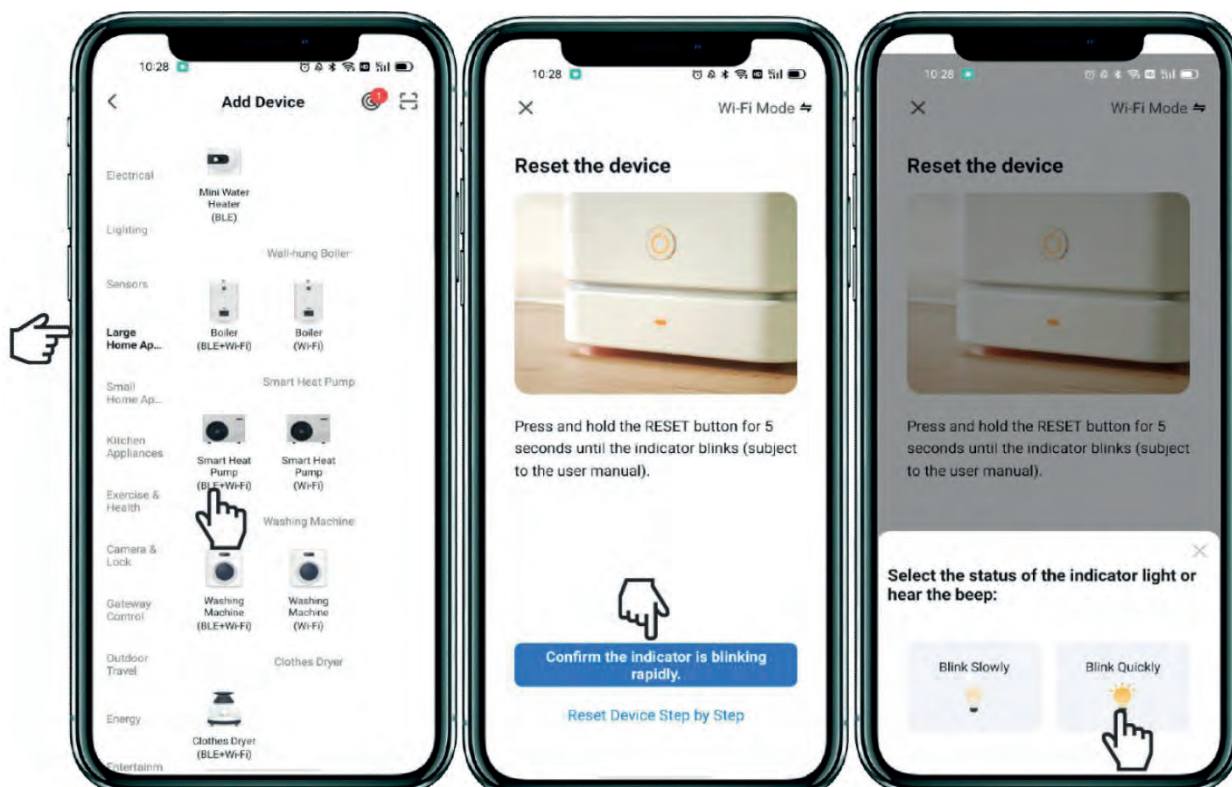 10:28
Add Device
1
Electrical
Mini Water
Heater
(BLE)
Lighting
Wall-hung Boiler
Sensors
Large
Home Ap...
Boiler
(BLE+Wi-Fi)
Boiler
(Wi-Fi)
Small
Home Ap...
Smart Heat Pump
Kitchen
Appliances
Smart Heat
Pump
(BLE+Wi-Fi)
Smart Heat
Pump
(Wi-Fi)
Exercise &
Health
Washing Machine
Camera &
Lock
Washing
Machine
(BLE+Wi-Fi)
Washing
Machine
(Wi-Fi)
Gateway
Control
Outdoor
Travel
Clothes Dryer
Energy
Clothes Dryer
(BLE+Wi-Fi)
Entertainm
10:28
Wi-Fi Mode
Reset the device
Press and hold the RESET button for 5
seconds until the indicator blinks (subject
to the user manual).
Confirm the indicator is blinking
rapidly.
Reset Device Step by Step
10:28
Wi-Fi Mode
Reset the device
Press and hold the RESET button for 5
seconds until the indicator blinks (subject
to the user manual).
Select the status of the indicator light or
hear the beep:
Blink Slowly
Blink Quickly